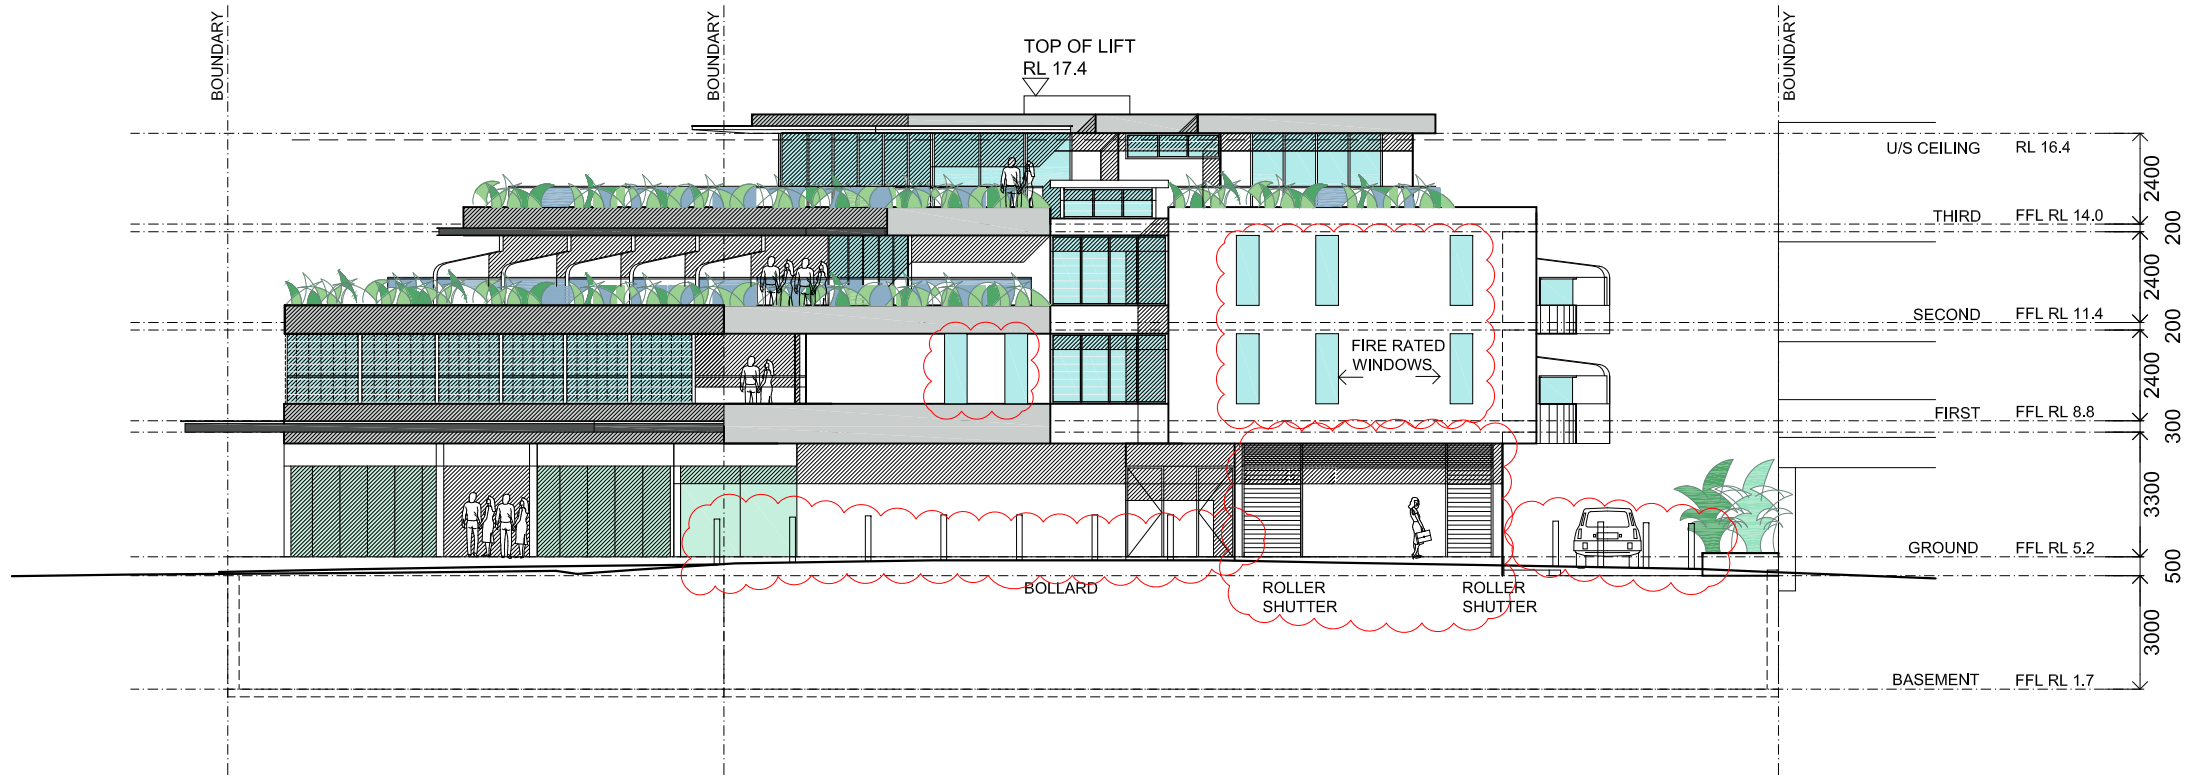 BOUNDARY
BOUNDARY
BOUNDARY
TOP OF LIFT
RL 17.4
U/S CEILING RL 16.4
2400
THIRD FFL RL 14.0
200
2400
SECOND FFL RL 11.4
200
FIRE RATED
WINDOWS
2400
FIRST FFL RL 8.8
300
3300
GROUND FFL RL 5.2
500
BOLLARD
ROLLER
SHUTTER
ROLLER
SHUTTER
3000
BASEMENT FFL RL 1.7